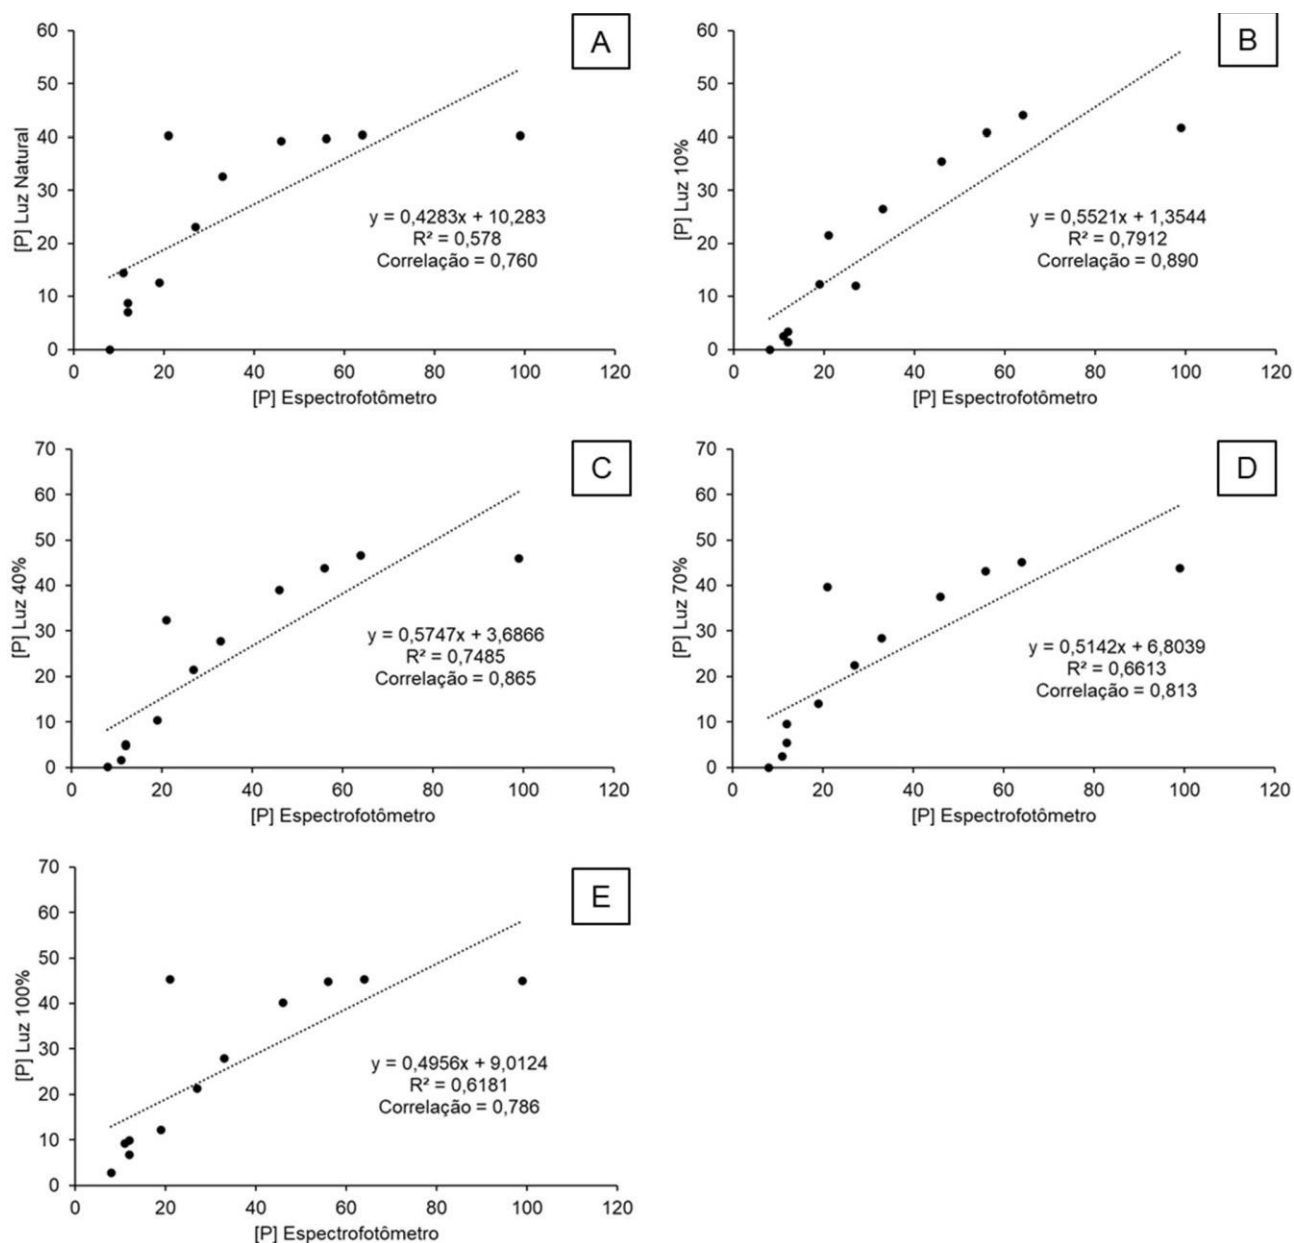 A
60
50
40
30
20
10
0
[P] Luz Natural
y = 0,4283x + 10,283
R² = 0,578
Correlação = 0,760
0 20 40 60 80 100 120
[P] Espectrofotômetro
B
60
50
40
30
20
10
0
[P] Luz 10%
y = 0,5521x + 1,3544
R² = 0,7912
Correlação = 0,890
0 20 40 60 80 100 120
[P] Espectrofotômetro
C
70
60
50
40
30
20
10
0
[P] Luz 40%
y = 0,5747x + 3,6866
R² = 0,7485
Correlação = 0,865
0 20 40 60 80 100 120
[P] Espectrofotômetro
D
70
60
50
40
30
20
10
0
[P] Luz 70%
y = 0,5142x + 6,8039
R² = 0,6613
Correlação = 0,813
0 20 40 60 80 100 120
[P] Espectrofotômetro
E
70
60
50
40
30
20
10
0
[P] Luz 100%
y = 0,4956x + 9,0124
R² = 0,6181
Correlação = 0,786
0 20 40 60 80 100 120
[P] Espectrofotômetro